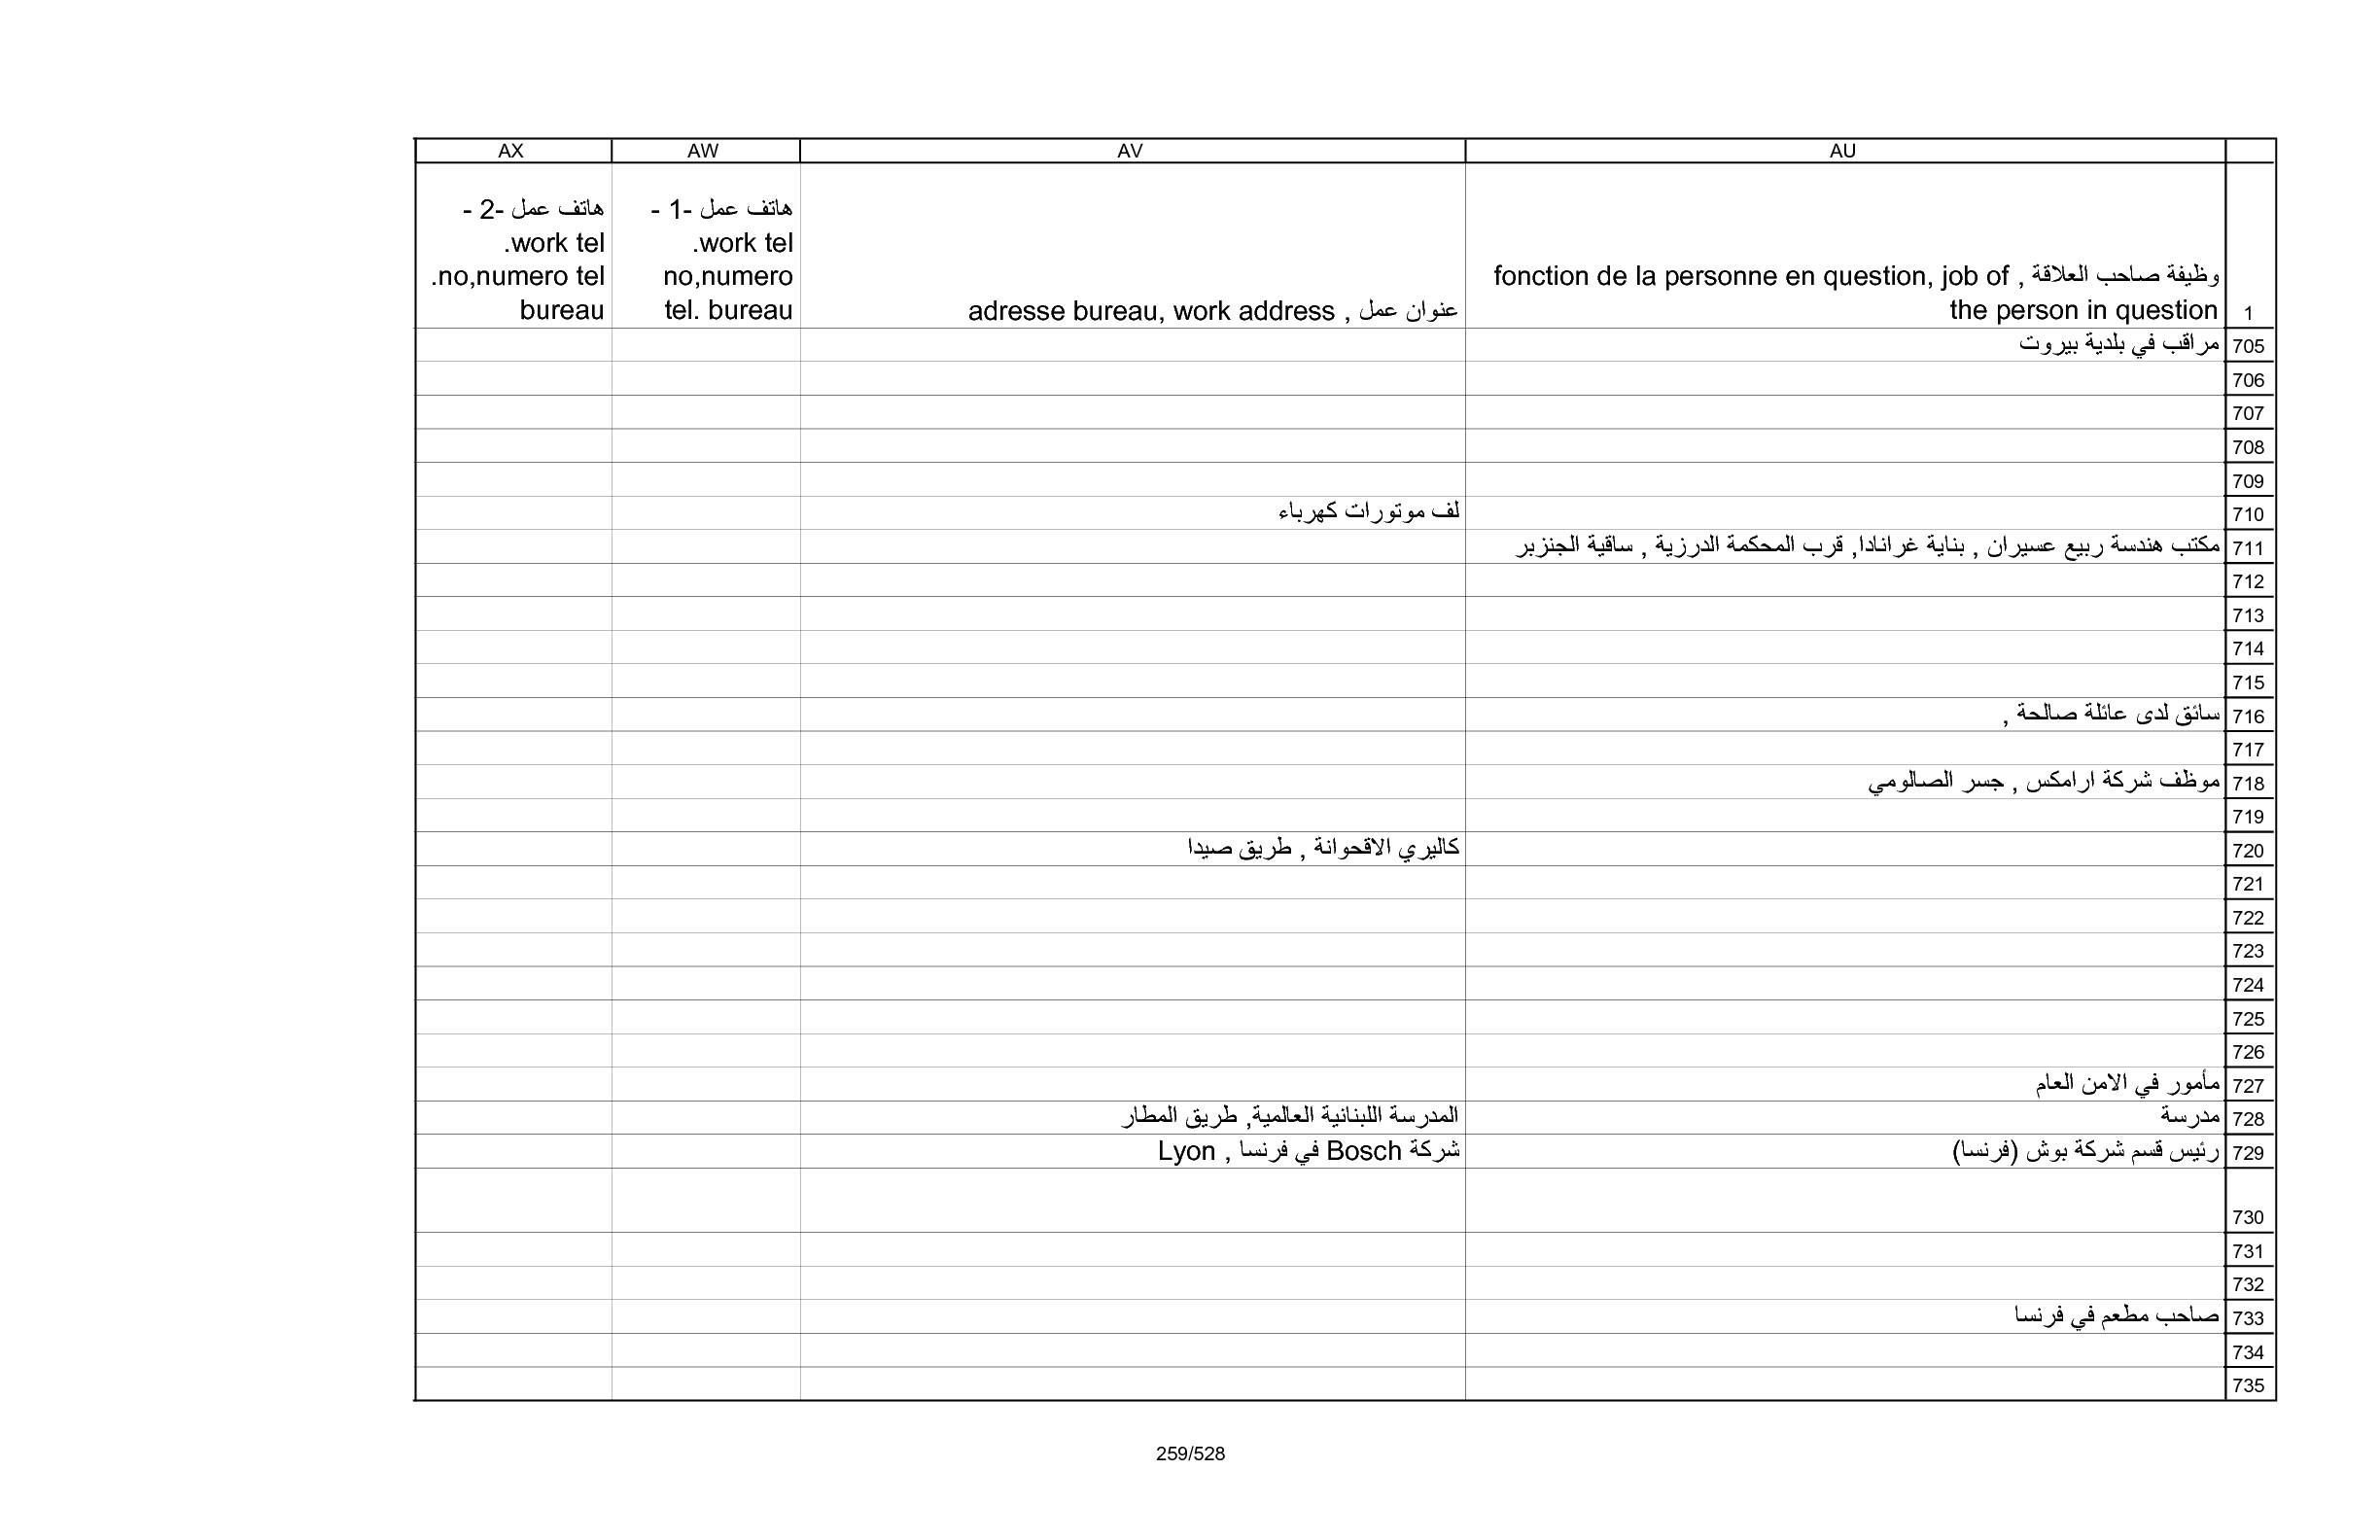 AU AV AW AX
1 وظيفة صاحب العلاقة , fonction de la personne en question, job of
the person in question
عنوان عمل , adresse bureau, work address
هاتف عمل -1 -
work tel.
no,numero
tel. bureau
هاتف عمل -2 -
work tel.
no,numero tel.
bureau
705 مراقب في بلدية بيروت
706
707
708
709
710 لف موتورات كهرباء
711 مكتب هندسة ربيع عسيران , بناية غرانادا, قرب المحكمة الدرزية , ساقية الجنزير
712
713
714
715
716 سائق لدى عائلة صالحة ,
717
718 موظف شركة ارامكس , جسر الصالومي
719
720 كاليري الاقحوانة , طريق صيدا
721
722
723
724
725
726
727 مأمور في الامن العام
728 مدرسة المدرسة اللبنانية العالمية, طريق المطار
729 رئيس قسم شركة بوش (فرنسا) شركة Bosch في فرنسا , Lyon
730
731
732
733 صاحب مطعم في فرنسا
734
735
259/528